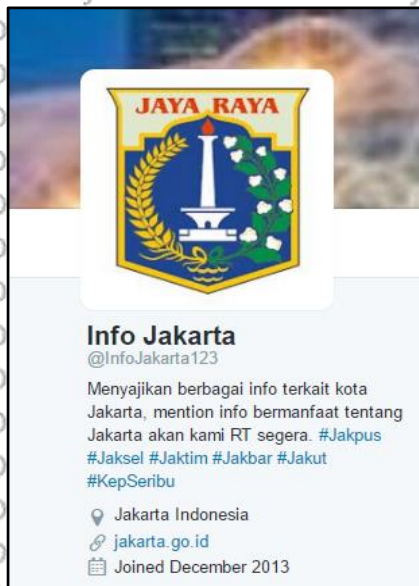 JAYA RAYA
Info Jakarta
@InfoJakarta123
Menyajikan berbagai info terkait kota
Jakarta, mention info bermanfaat tentang
Jakarta akan kami RT segera. #Jakpus
#Jaksel #Jaktim #Jakbar #Jakut
#KepSeribu
Jakarta Indonesia
jakarta.go.id
Joined December 2013